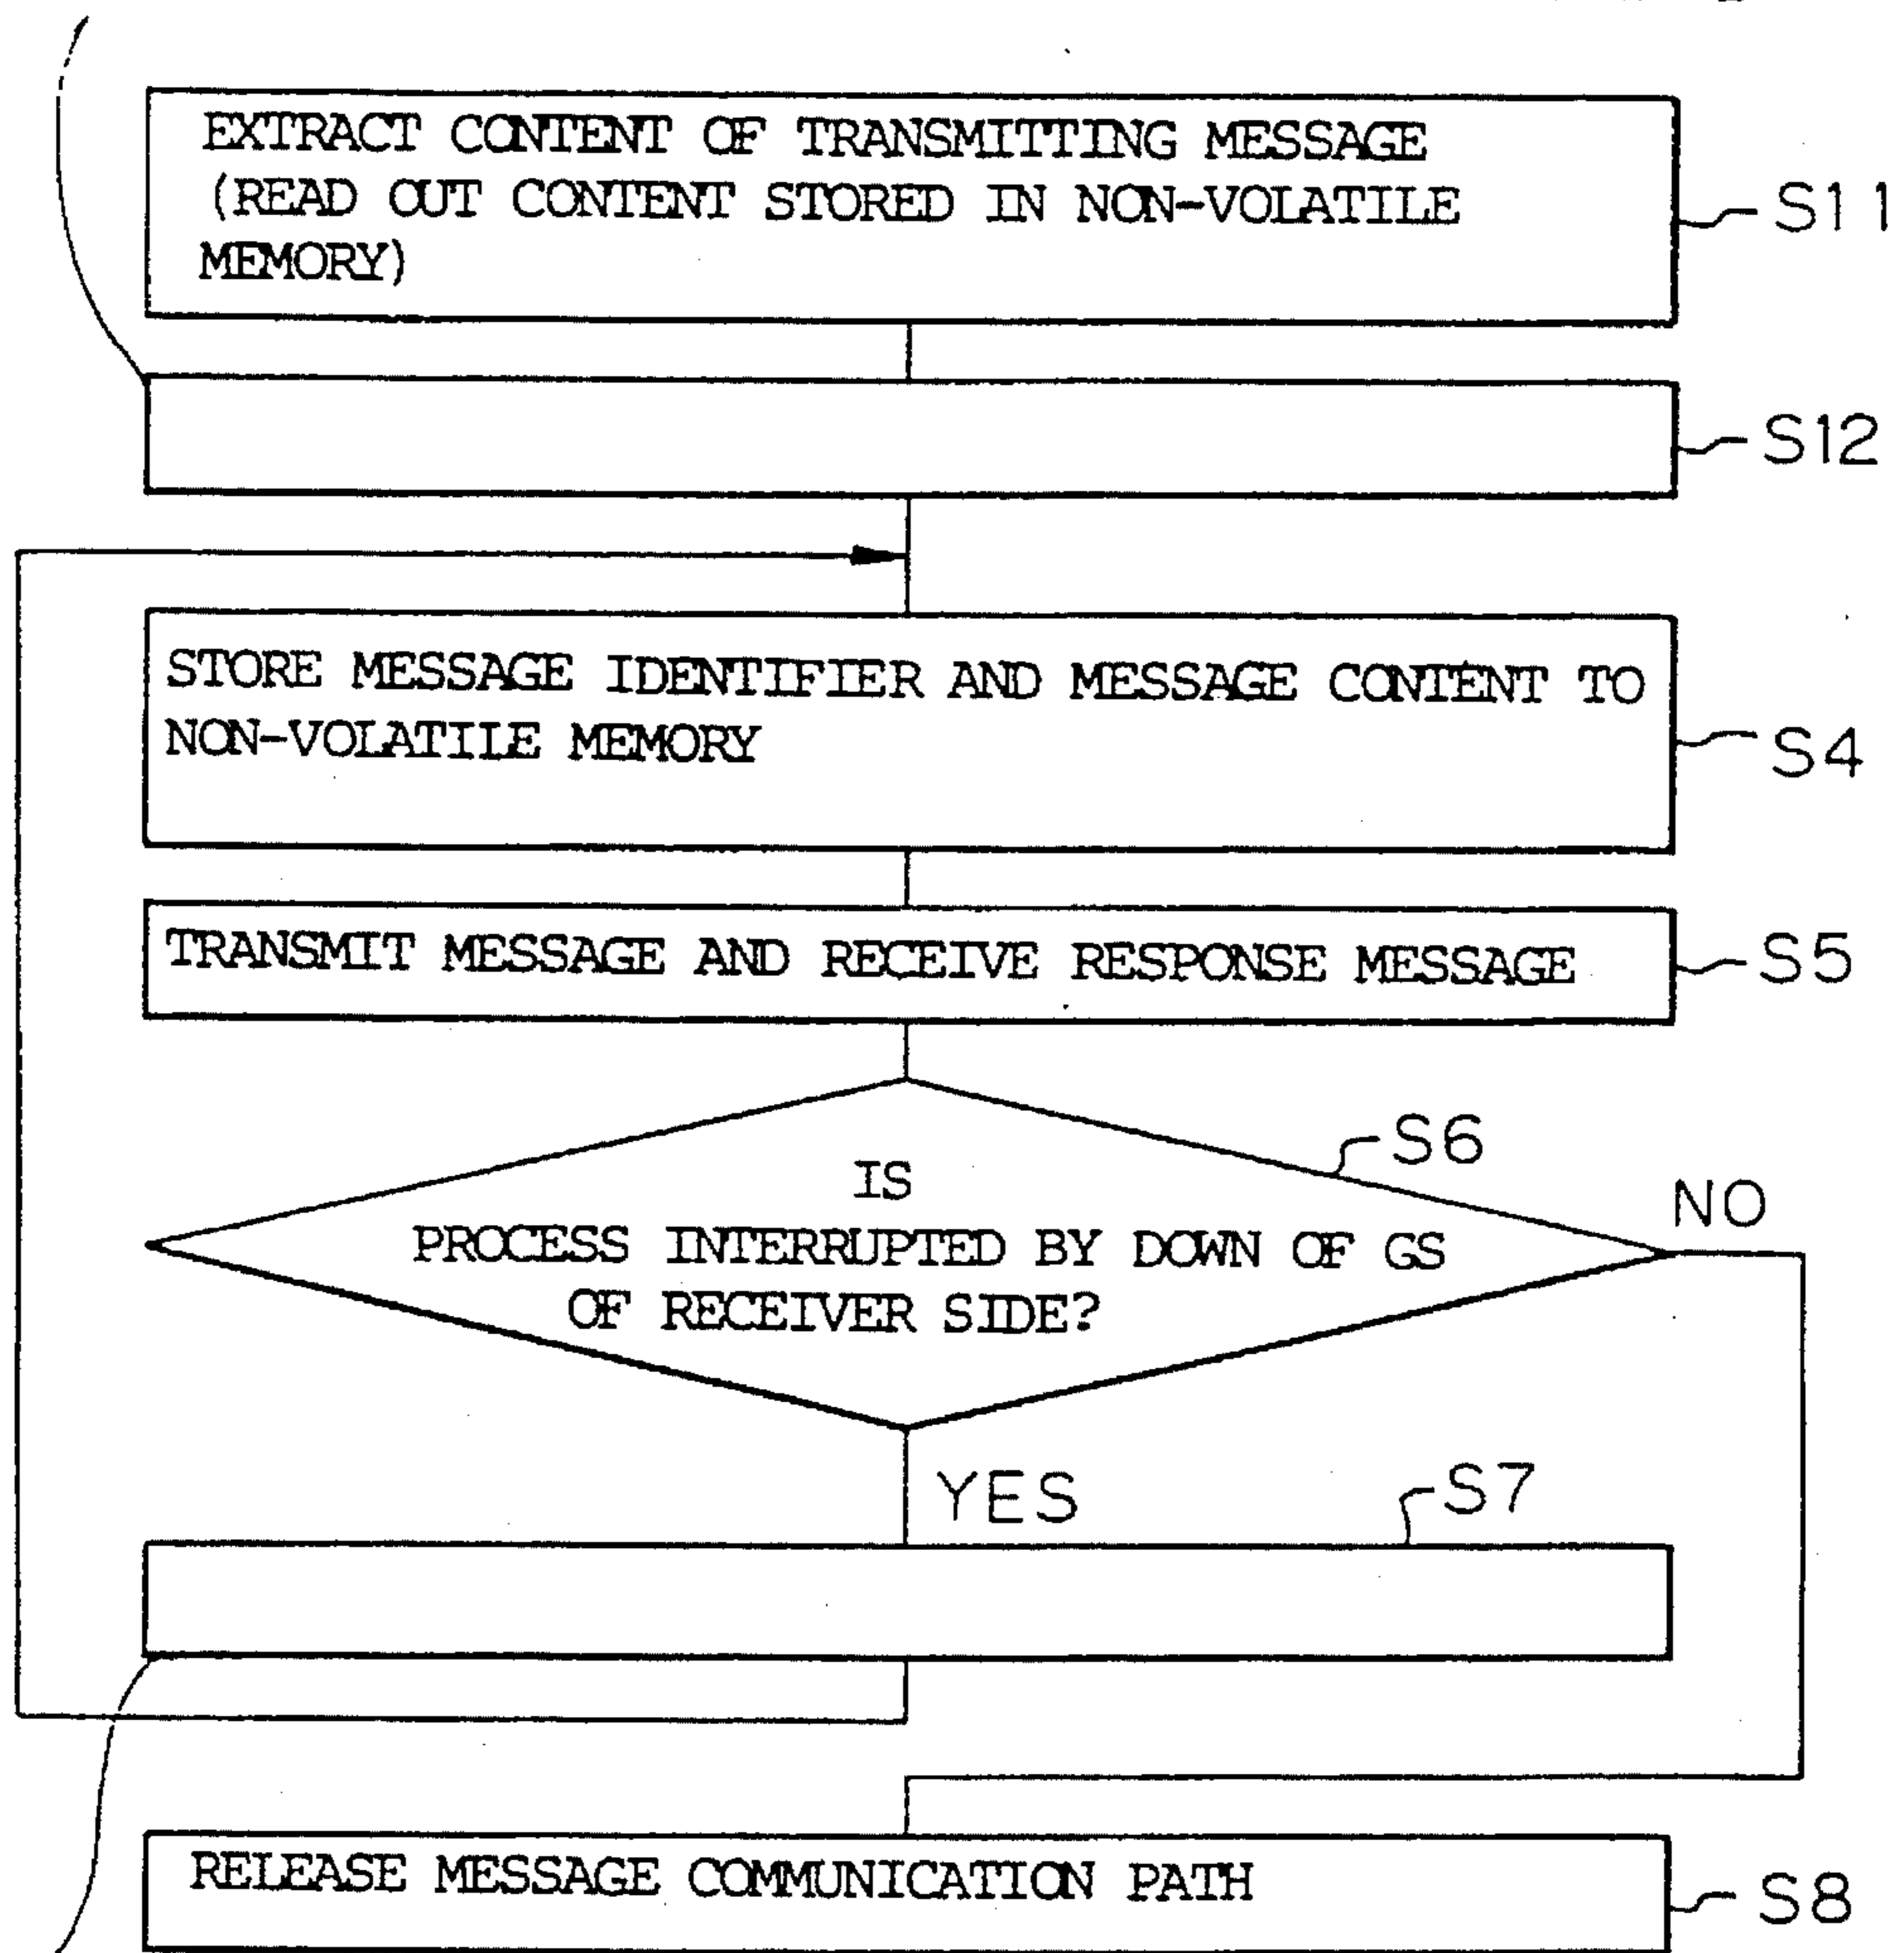 EXTRACT CONTENT OF TRANSMITTING MESSAGE
(READ OUT CONTENT STORED IN NON-VOLATILE
MEMORY)
S11
S12
STORE MESSAGE IDENTIFIER AND MESSAGE CONTENT TO
NON-VOLATILE MEMORY
S4
TRANSMIT MESSAGE AND RECEIVE RESPONSE MESSAGE
S5
S6
IS
PROCESS INTERRUPTED BY DOWN OF GS
OF RECEIVER SIDE?
NO
YES
S7
RELEASE MESSAGE COMMUNICATION PATH
S8